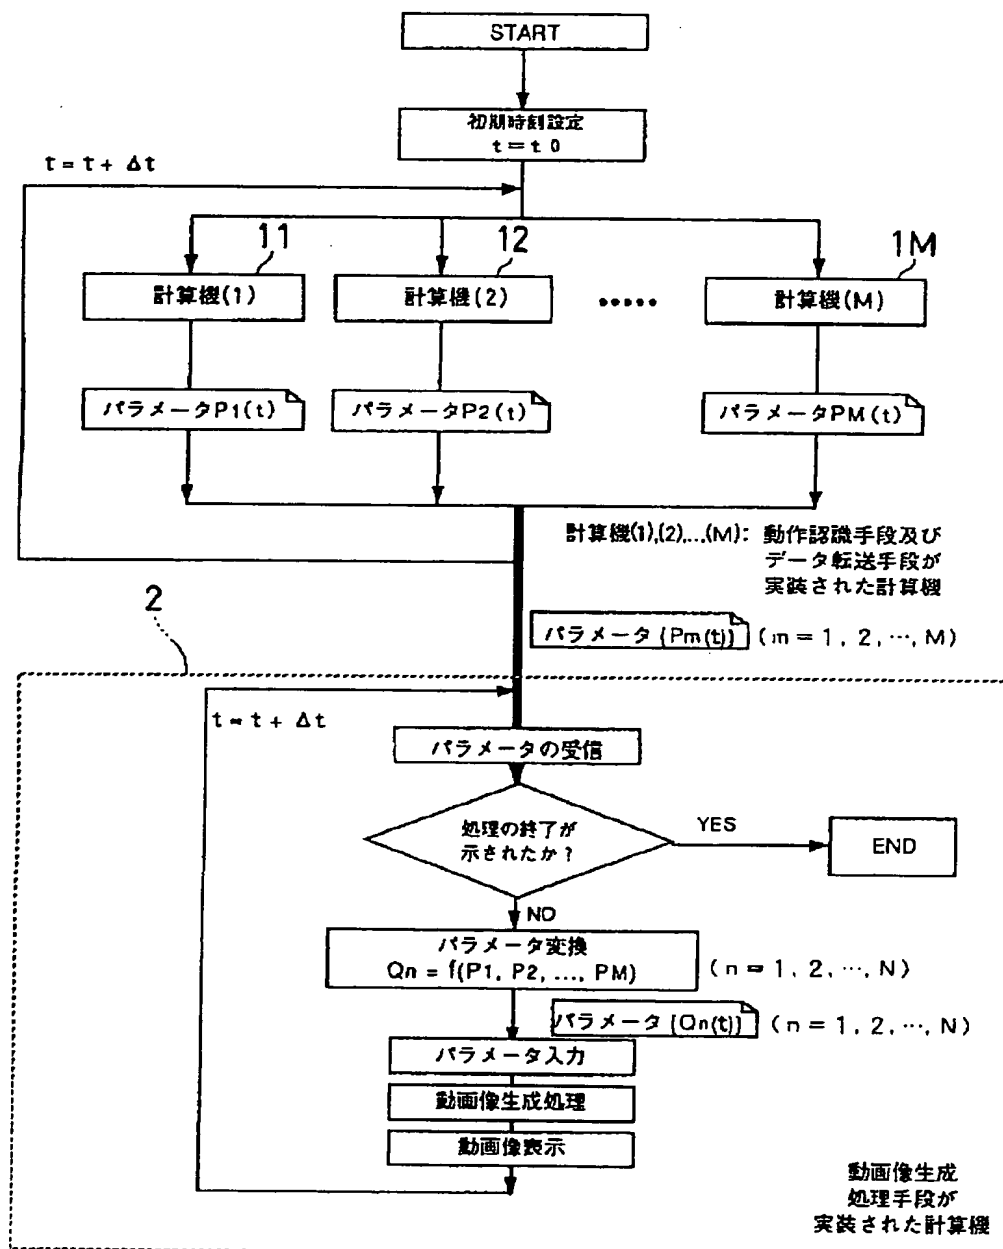 START
初期時刻設定
t = t 0
t = t + Δt
11
12
1M
計算機(1)
計算機(2)
・・・・・
計算機(M)
パラメータP1(t)
パラメータP2(t)
パラメータPM(t)
計算機(1),(2),...(M): 動作認識手段及び
データ転送手段が
実装された計算機
2
パラメータ {Pm(t)} (m = 1, 2, …, M)
t = t + Δt
パラメータの受信
処理の終了が
示されたか?
YES
END
NO
パラメータ変換
Qn = f(P1, P2, ..., PM)
(n = 1, 2, …, N)
パラメータ {Qn(t)} (n = 1, 2, …, N)
パラメータ入力
動画像生成処理
動画像表示
動画像生成
処理手段が
実装された計算機